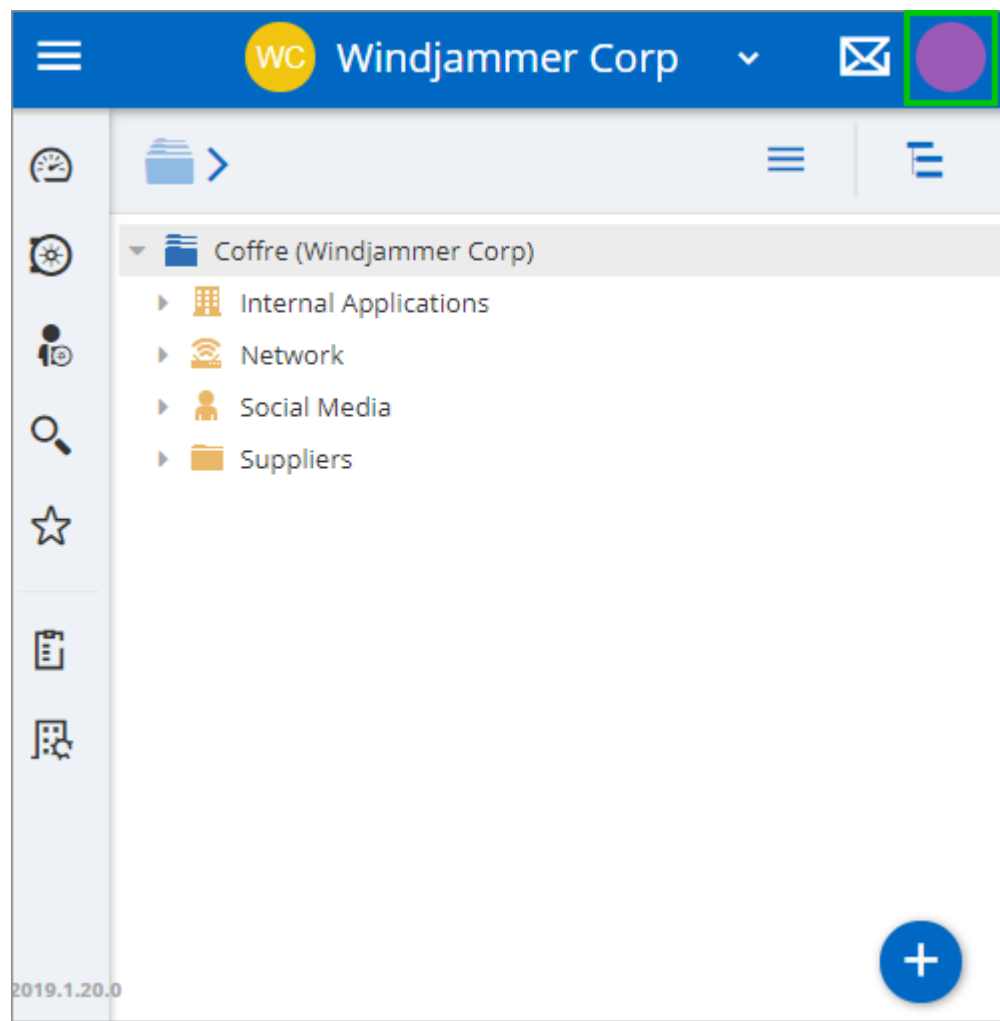 WC Windjammer Corp
Coffre (Windjammer Corp)
Internal Applications
Network
Social Media
Suppliers
2019.1.20.0